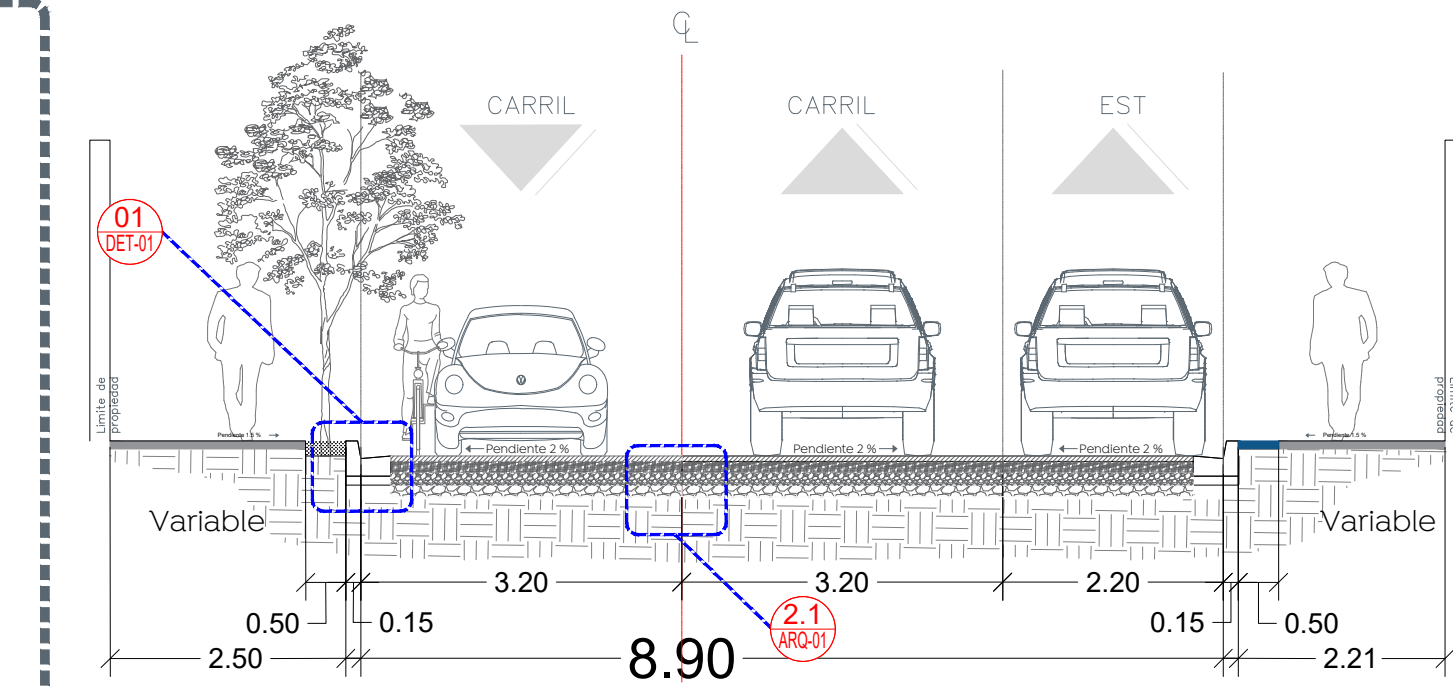 CL
CARRIL
CARRIL
EST
01
DET-01
Límite de
propiedad
Pendiente 1.5 %
Pendiente 2 %
Pendiente 2 %
Pendiente 2 %
Pendiente 1.5 %
propiedad
Variable
Variable
3.20
3.20
2.20
0.50
0.15
2.1
ARQ-01
0.15
0.50
2.50
8.90
2.21